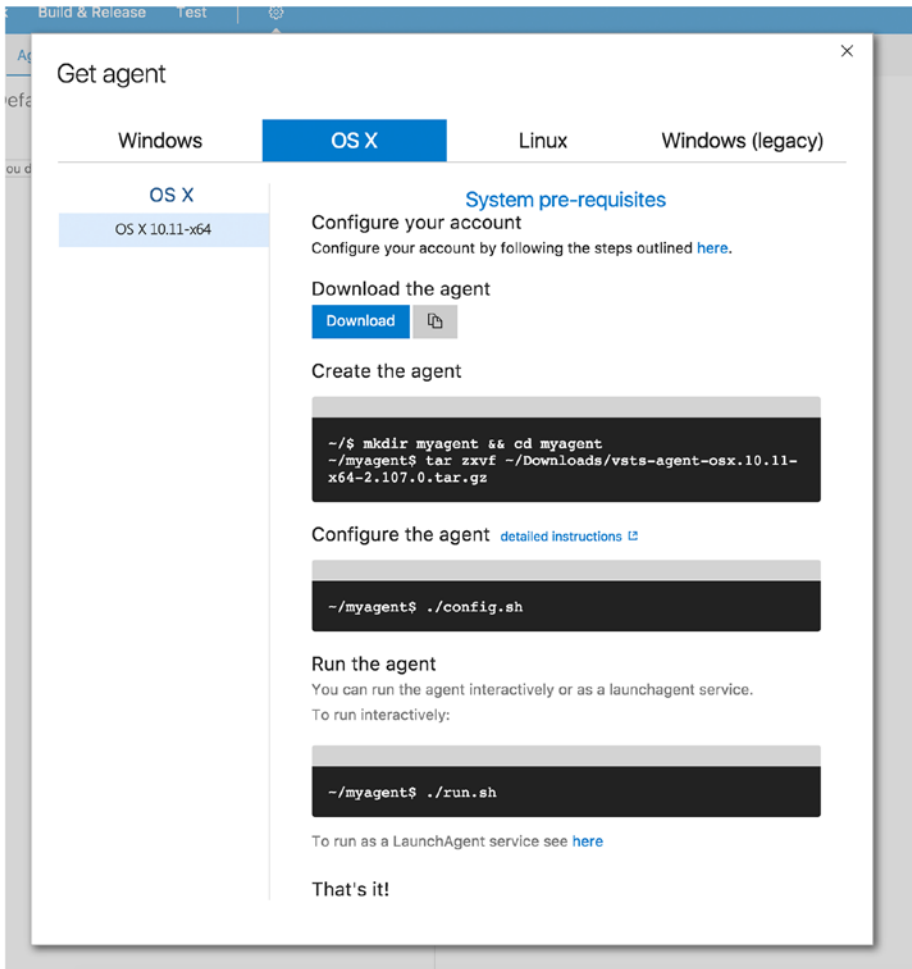 Build & Release Test
Get agent
Windows OS X Linux Windows (legacy)
OS X
OS X 10.11-x64
System pre-requisites
Configure your account
Configure your account by following the steps outlined here.
Download the agent
Download
Create the agent
~/$ mkdir myagent && cd myagent
~/myagent$ tar zxvf ~/Downloads/vsts-agent-osx.10.11-
x64-2.107.0.tar.gz
Configure the agent detailed instructions
~/myagent$ ./config.sh
Run the agent
You can run the agent interactively or as a launchagent service.
To run interactively:
~/myagent$ ./run.sh
To run as a LaunchAgent service see here
That's it!